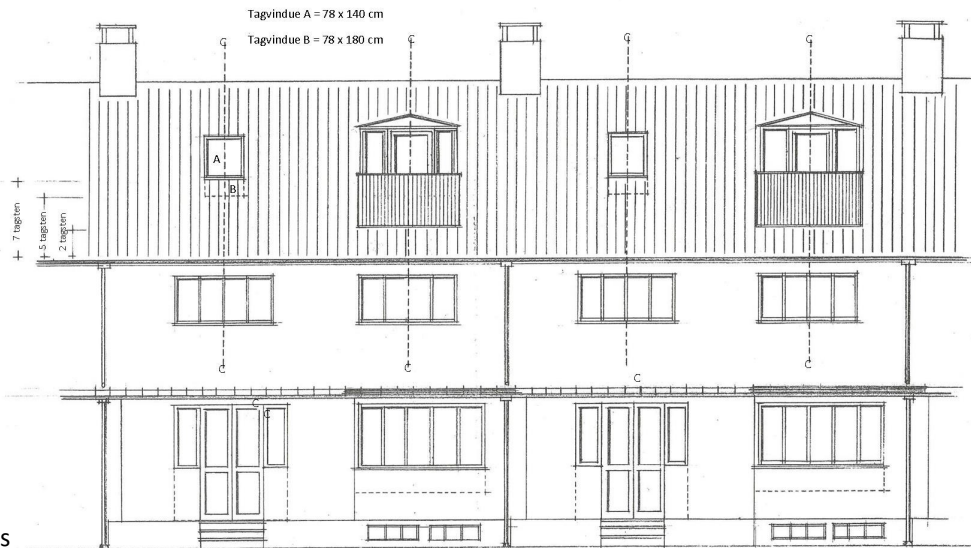 Tagvindue A = 78 x 140 cm
Tagvindue B = 78 x 180 cm
C
C
C
C
A
B
7 tagsten
5 tagsten
2 tagsten
C
C
C
C
C
C
S